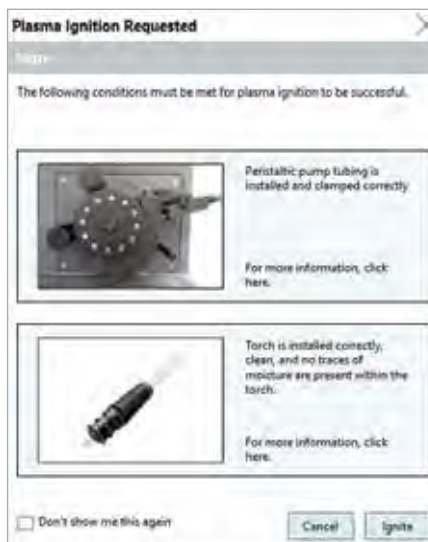 Plasma Ignition Requested
The following conditions must be met for plasma ignition to be successful.
Peristaltic pump tubing is
installed and clamped correctly
For more information, click
here.
Torch is installed correctly,
clean, and no traces of
moisture are present within the
torch.
For more information, click
here.
Don't show me this again
Cancel
Ignite